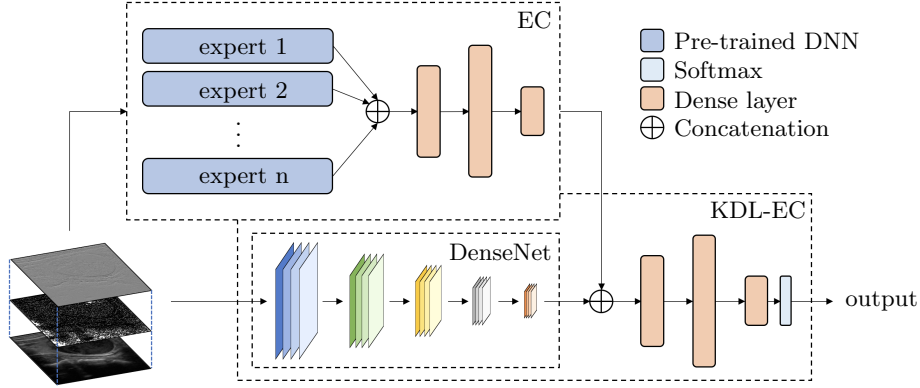 EC
expert 1
expert 2
expert n
Pre-trained DNN
Softmax
Dense layer
Concatenation
KDL-EC
DenseNet
output